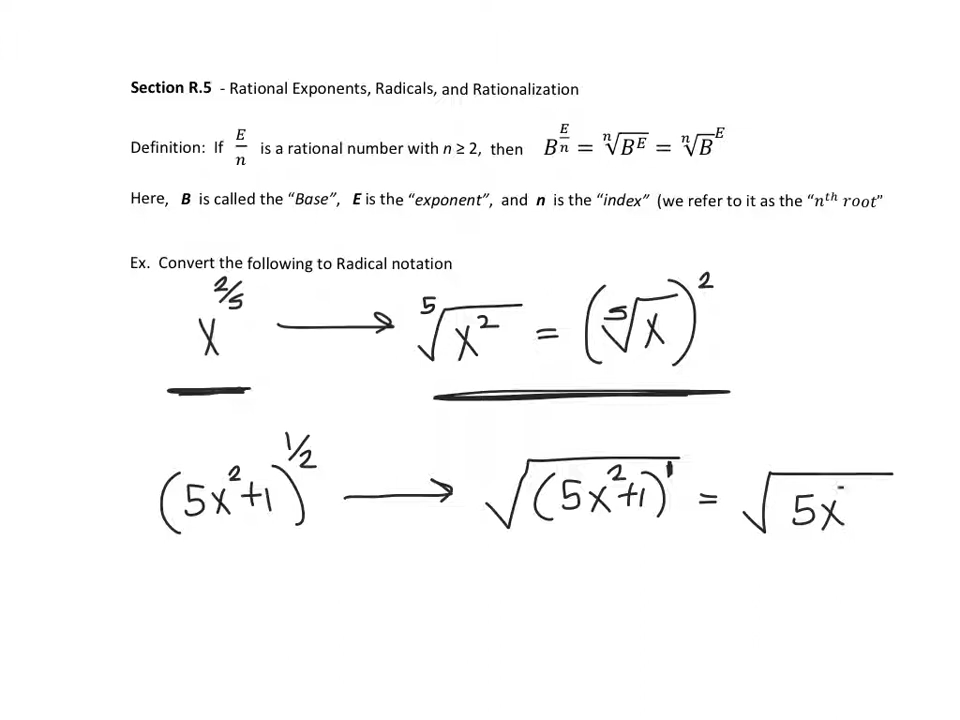 Section R.5 - Rational Exponents, Radicals, and Rationalization
Definition: If E/n is a rational number with n ≥ 2, then B^(E/n) = ⁿ√(B^E) = ⁿ√B^E
Here, B is called the “Base”, E is the “exponent”, and n is the “index” (we refer to it as the “n^th root”
Ex. Convert the following to Radical notation
x^(2/5) → ⁵√(x²) = (⁵√x)²
(5x²+1)^(1/2) → √((5x²+1)¹) = √(5x